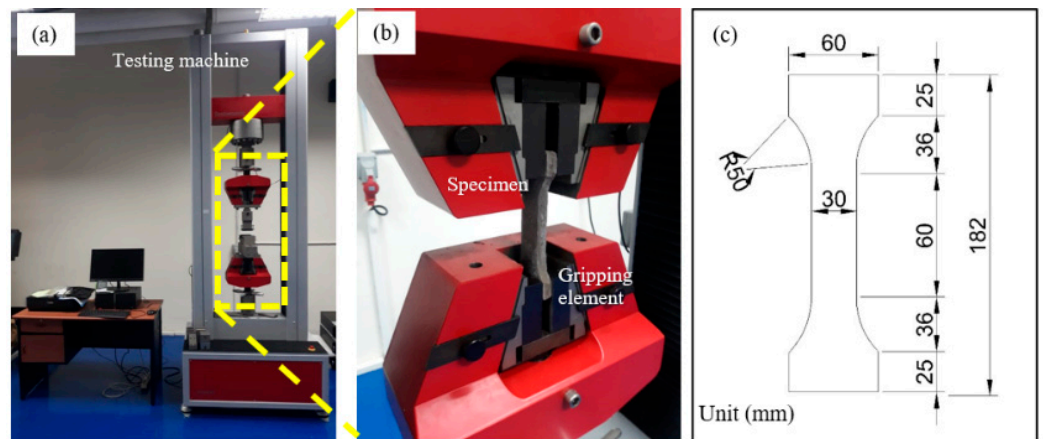 (a)
Testing machine
(b)
Specimen
Gripping
element
(c)
60
25
36
R50
30
60
182
36
25
Unit (mm)